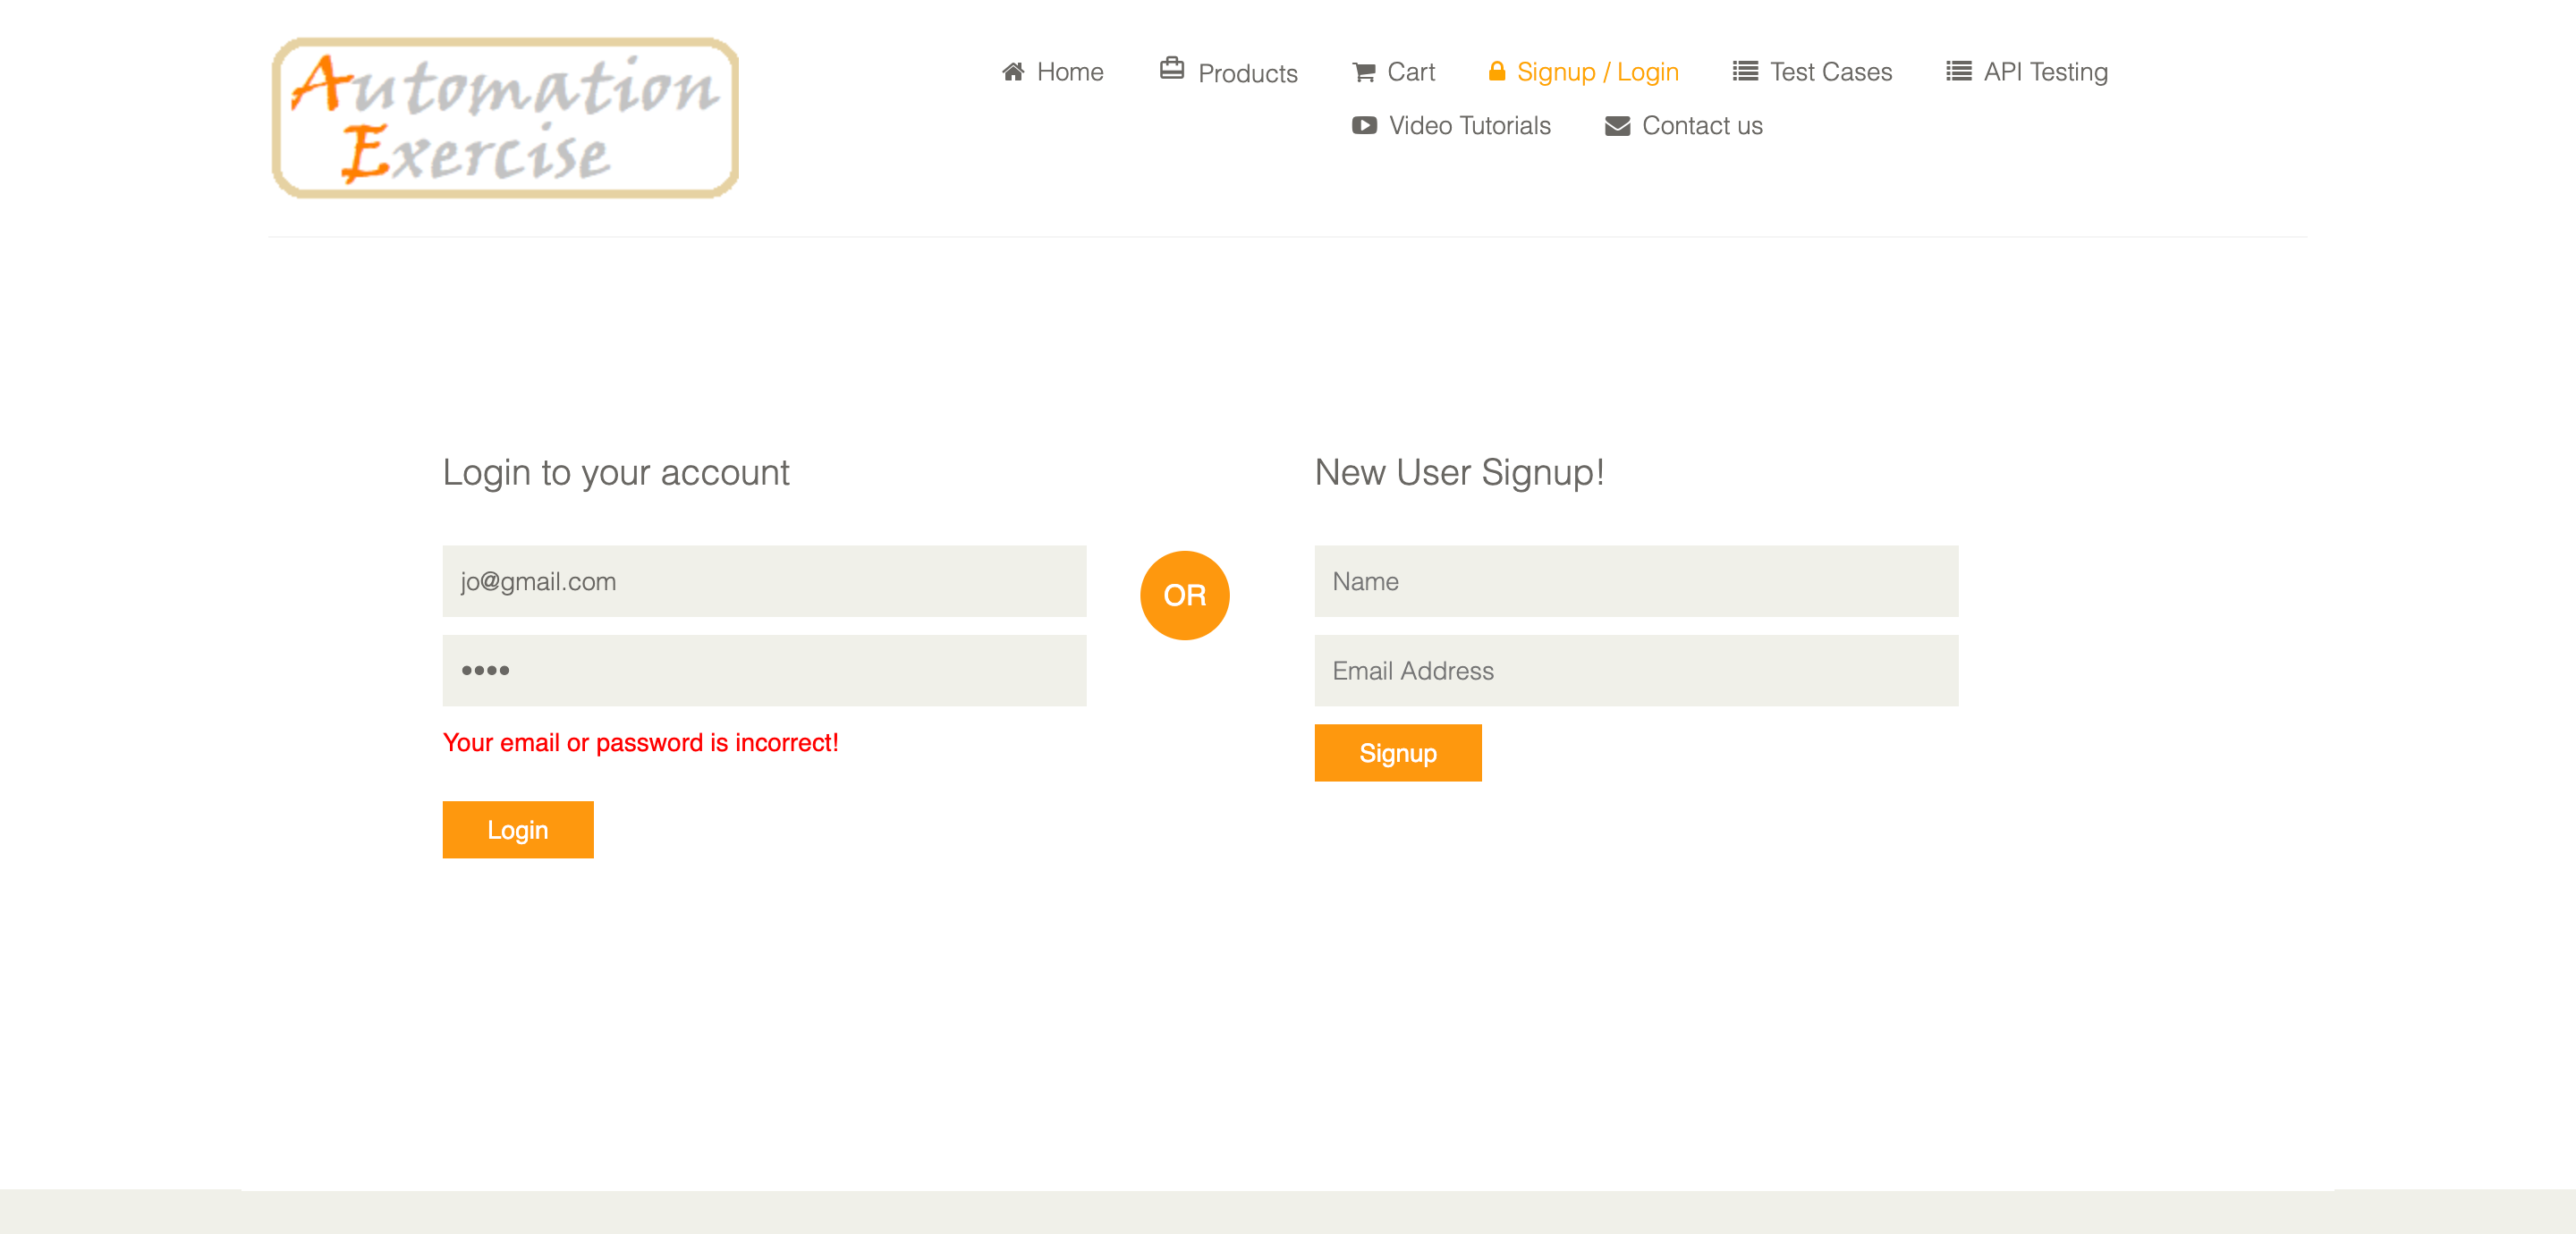 Automation
Exercise
Home Products Cart Signup / Login Test Cases API Testing
Video Tutorials Contact us
Login to your account
jo@gmail.com
••••
Your email or password is incorrect!
Login
OR
New User Signup!
Name
Email Address
Signup